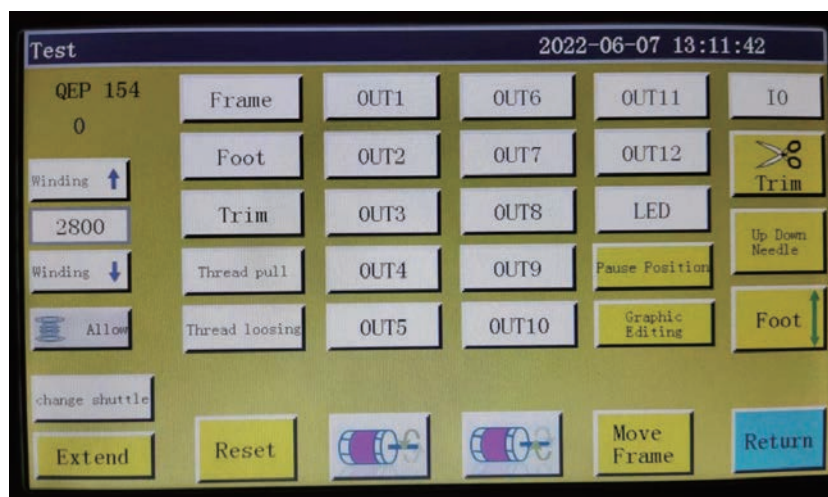 Test 2022-06-07 13:11:42
QEP 154
0
Frame OUT1 OUT6 OUT11 IO
Foot OUT2 OUT7 OUT12 Trim
Winding
2800
Trim OUT3 OUT8 LED Up Down
Needle
Winding
Thread pull OUT4 OUT9 Pause Position
Allow
Thread loosing OUT5 OUT10 Graphic
Editing
Foot
change shuttle
Extend Reset Move
Frame
Return